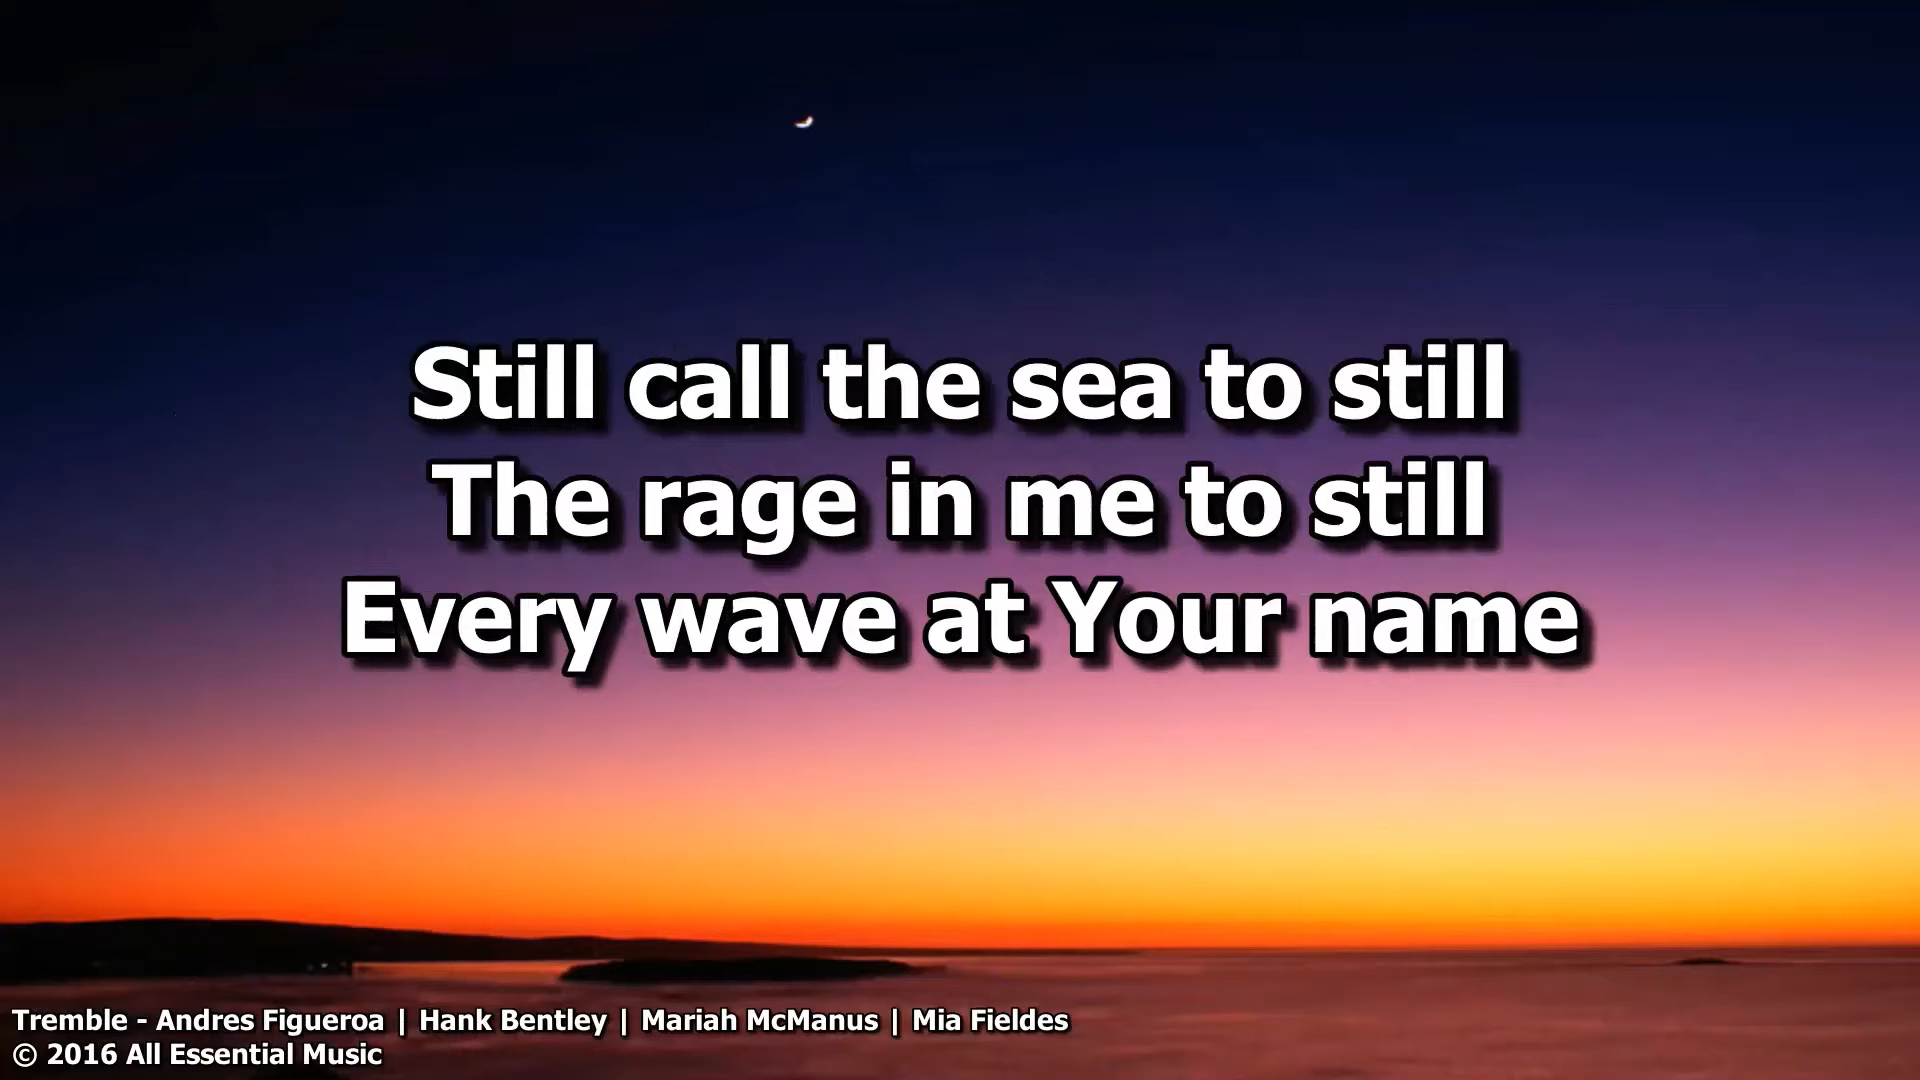 Still call the sea to still
The rage in me to still
Every wave at Your name
Tremble - Andres Figueroa | Hank Bentley | Mariah McManus | Mia Fieldes
© 2016 All Essential Music